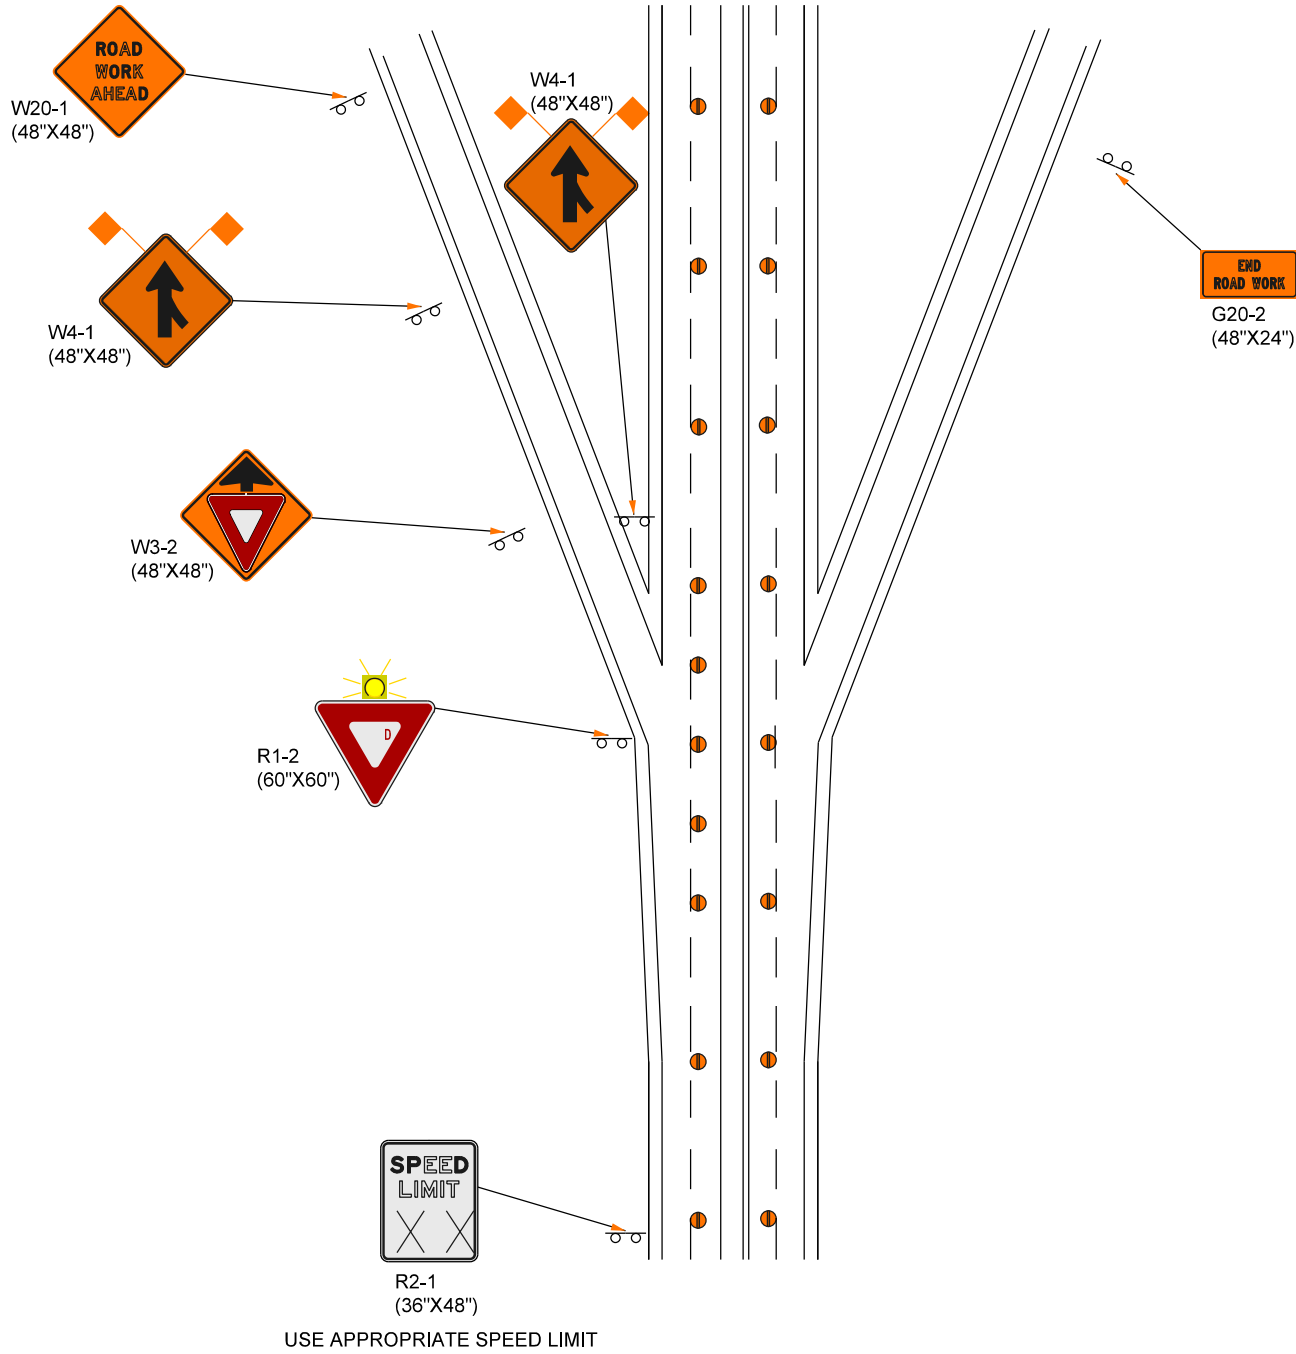 ROAD
WORK
AHEAD
W20-1
(48"X48")
W4-1
(48"X48")
END
ROAD WORK
G20-2
(48"X24")
W4-1
(48"X48")
W3-2
(48"X48")
D
R1-2
(60"X60")
SPEED
LIMIT
XX
R2-1
(36"X48")
USE APPROPRIATE SPEED LIMIT